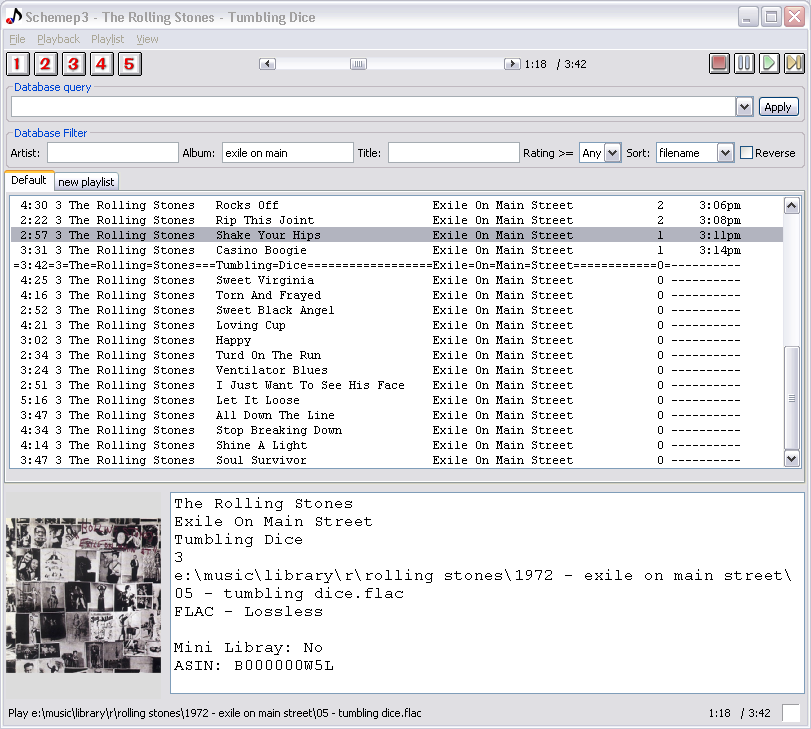 Schemep3 - The Rolling Stones - Tumbling Dice
File Playback Playlist View
1 2 3 4 5 1:18 / 3:42
Database query
Apply
Database Filter
Artist: Album: exile on main Title: Rating >= Any Sort: filename Reverse
Default new playlist
4:30 3 The Rolling Stones Rocks Off Exile On Main Street 2 3:06pm
2:22 3 The Rolling Stones Rip This Joint Exile On Main Street 2 3:08pm
2:57 3 The Rolling Stones Shake Your Hips Exile On Main Street 1 3:11pm
3:31 3 The Rolling Stones Casino Boogie Exile On Main Street 1 3:14pm
=3:42=3=The=Rolling=Stones===Tumbling=Dice==================Exile=On=Main=Street============0=----------
4:25 3 The Rolling Stones Sweet Virginia Exile On Main Street 0 ----------
4:16 3 The Rolling Stones Torn And Frayed Exile On Main Street 0 ----------
2:52 3 The Rolling Stones Sweet Black Angel Exile On Main Street 0 ----------
4:21 3 The Rolling Stones Loving Cup Exile On Main Street 0 ----------
3:02 3 The Rolling Stones Happy Exile On Main Street 0 ----------
2:34 3 The Rolling Stones Turd On The Run Exile On Main Street 0 ----------
3:24 3 The Rolling Stones Ventilator Blues Exile On Main Street 0 ----------
2:51 3 The Rolling Stones I Just Want To See His Face Exile On Main Street 0 ----------
5:16 3 The Rolling Stones Let It Loose Exile On Main Street 0 ----------
3:47 3 The Rolling Stones All Down The Line Exile On Main Street 0 ----------
4:34 3 The Rolling Stones Stop Breaking Down Exile On Main Street 0 ----------
4:14 3 The Rolling Stones Shine A Light Exile On Main Street 0 ----------
3:47 3 The Rolling Stones Soul Survivor Exile On Main Street 0 ----------
The Rolling Stones
Exile On Main Street
Tumbling Dice
3
e:\music\library\r\rolling stones\1972 - exile on main street\
05 - tumbling dice.flac
FLAC - Lossless
Mini Libray: No
ASIN: B000000W5L
Play e:\music\library\r\rolling stones\1972 - exile on main street\05 - tumbling dice.flac 1:18 / 3:42